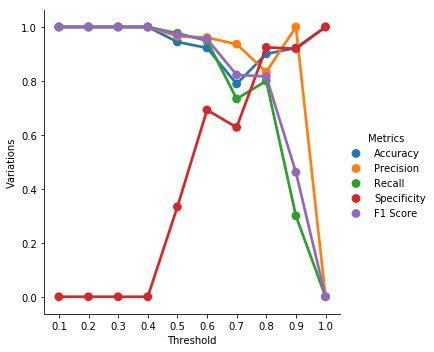 1.0
0.8
0.6
0.4
0.2
0.0
Variations
0.1 0.2 0.3 0.4 0.5 0.6 0.7 0.8 0.9 1.0
Threshold
Metrics
Accuracy
Precision
Recall
Specificity
F1 Score